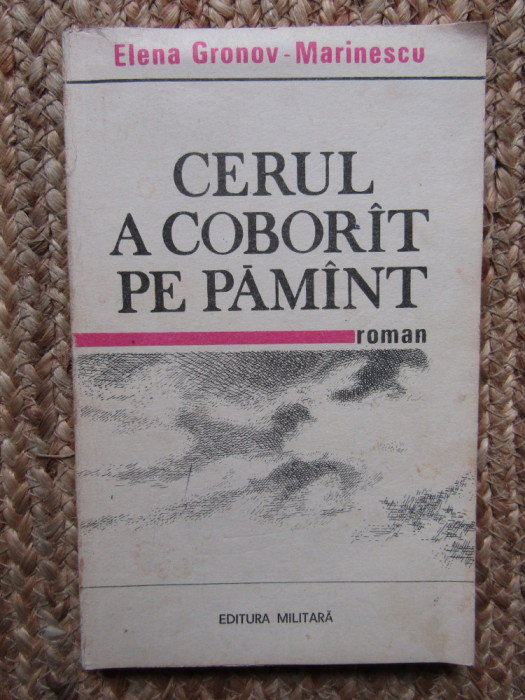 Elena Gronov-Marinescu
CERUL
A COBORÎT
PE PĂMÎNT
roman
EDITURA MILITARĂ